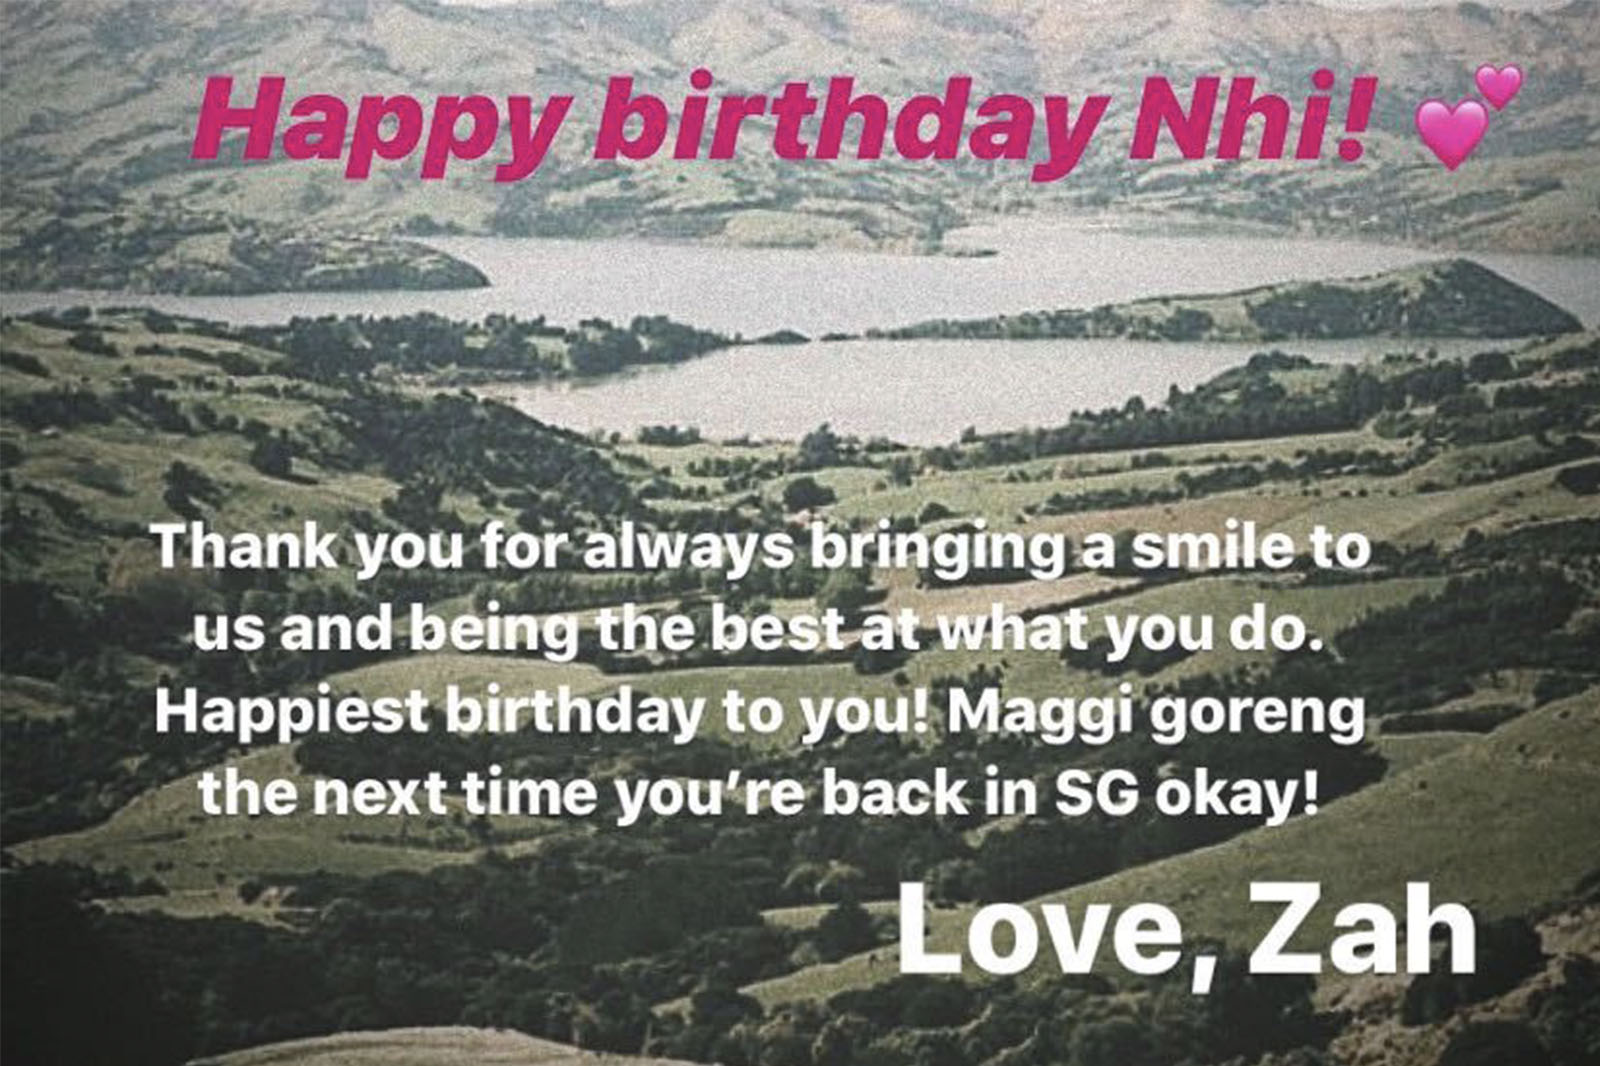 Happy birthday Nhi! 💕
Thank you for always bringing a smile to
us and being the best at what you do.
Happiest birthday to you! Maggi goreng
the next time you’re back in SG okay!
Love, Zah